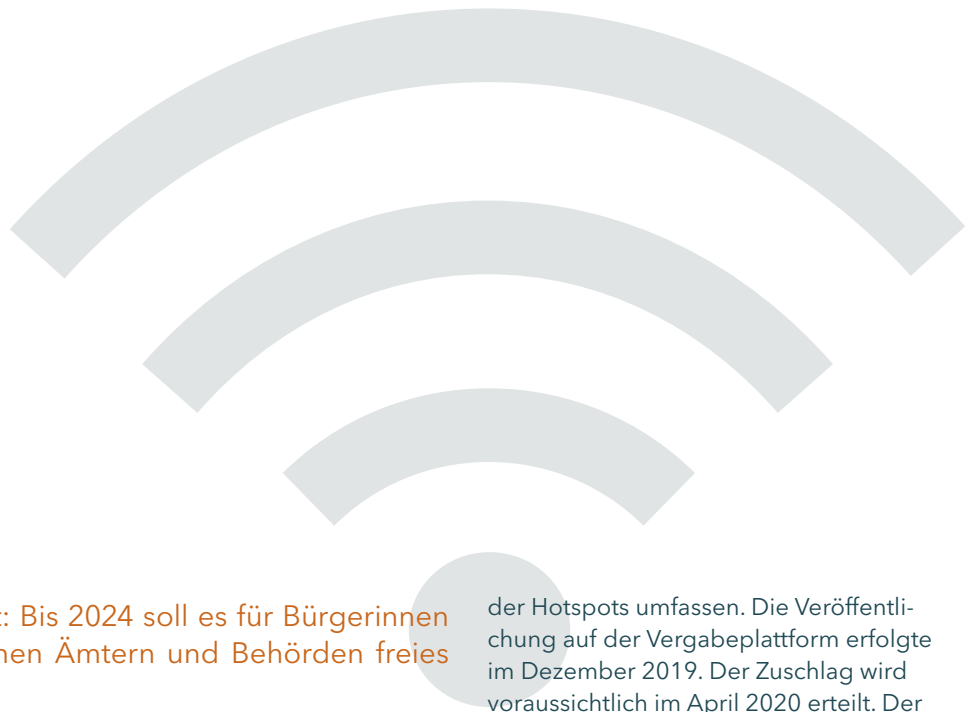 : Bis 2024 soll es für Bürgerinnen
nen Ämtern und Behörden freies
der Hotspots umfassen. Die Veröffentli-
chung auf der Vergabeplattform erfolgte
im Dezember 2019. Der Zuschlag wird
voraussichtlich im April 2020 erteilt. Der